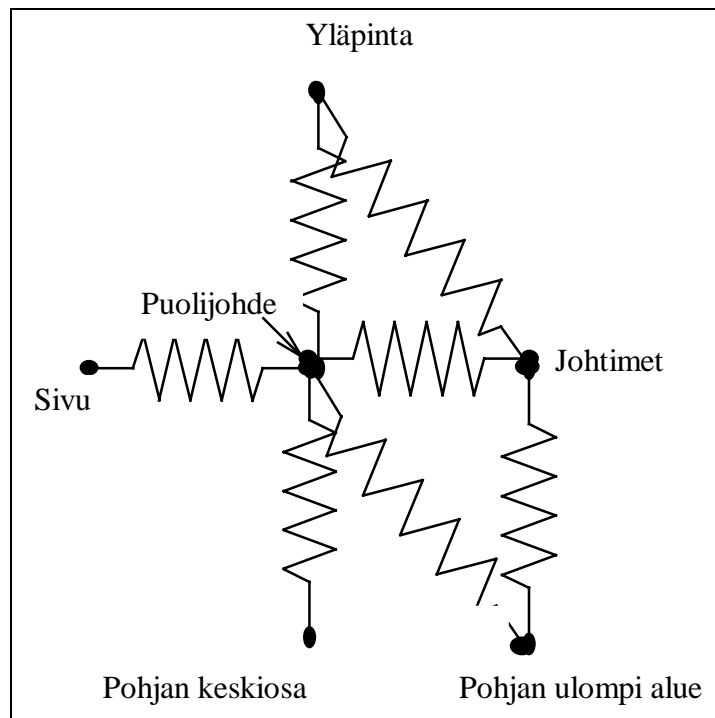 Yläpinta
Puolijohde
Johtimet
Sivu
Pohjan keskiosa
Pohjan ulompi alue